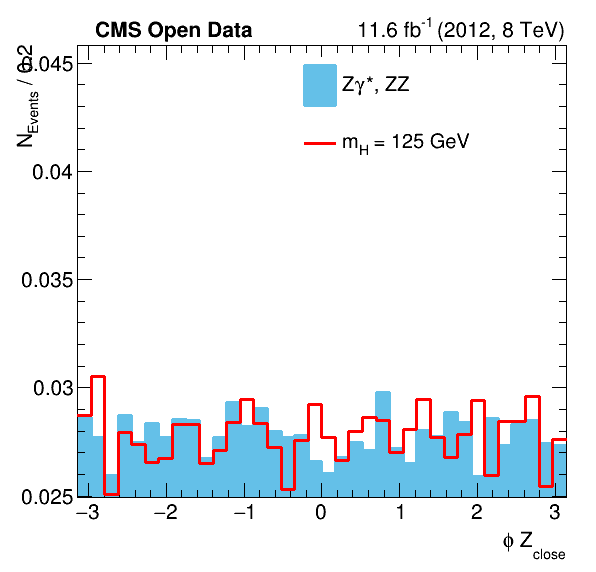 CMS Open Data 11.6 fb-1 (2012, 8 TeV)
NEvents / 0.2
Zγ*, ZZ
mH = 125 GeV
0.045
0.04
0.035
0.03
0.025
−3 −2 −1 0 1 2 3
ϕ Zclose